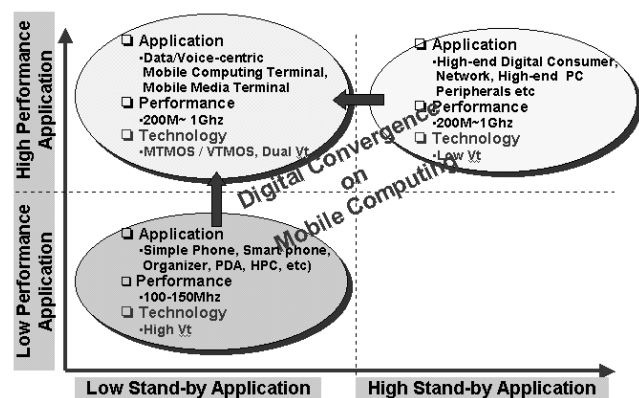 High Performance
Application
Low Performance
Application
❑ Application
•Data/Voice-centric
Mobile Computing Terminal,
Mobile Media Terminal
❑ Performance
•200M~ 1Ghz
❑ Technology
•MTMOS / VTMOS, Dual Vt
❑ Application
•High-end Digital Consumer,
Network, High-end PC
Peripherals etc
❑ Performance
•200M~1Ghz
❑ Technology
•Low Vt
Digital Convergence
on
Mobile Computing
❑ Application
•Simple Phone, Smart phone,
Organizer, PDA, HPC, etc)
❑ Performance
•100-150Mhz
❑ Technology
•High Vt
Low Stand-by Application
High Stand-by Application